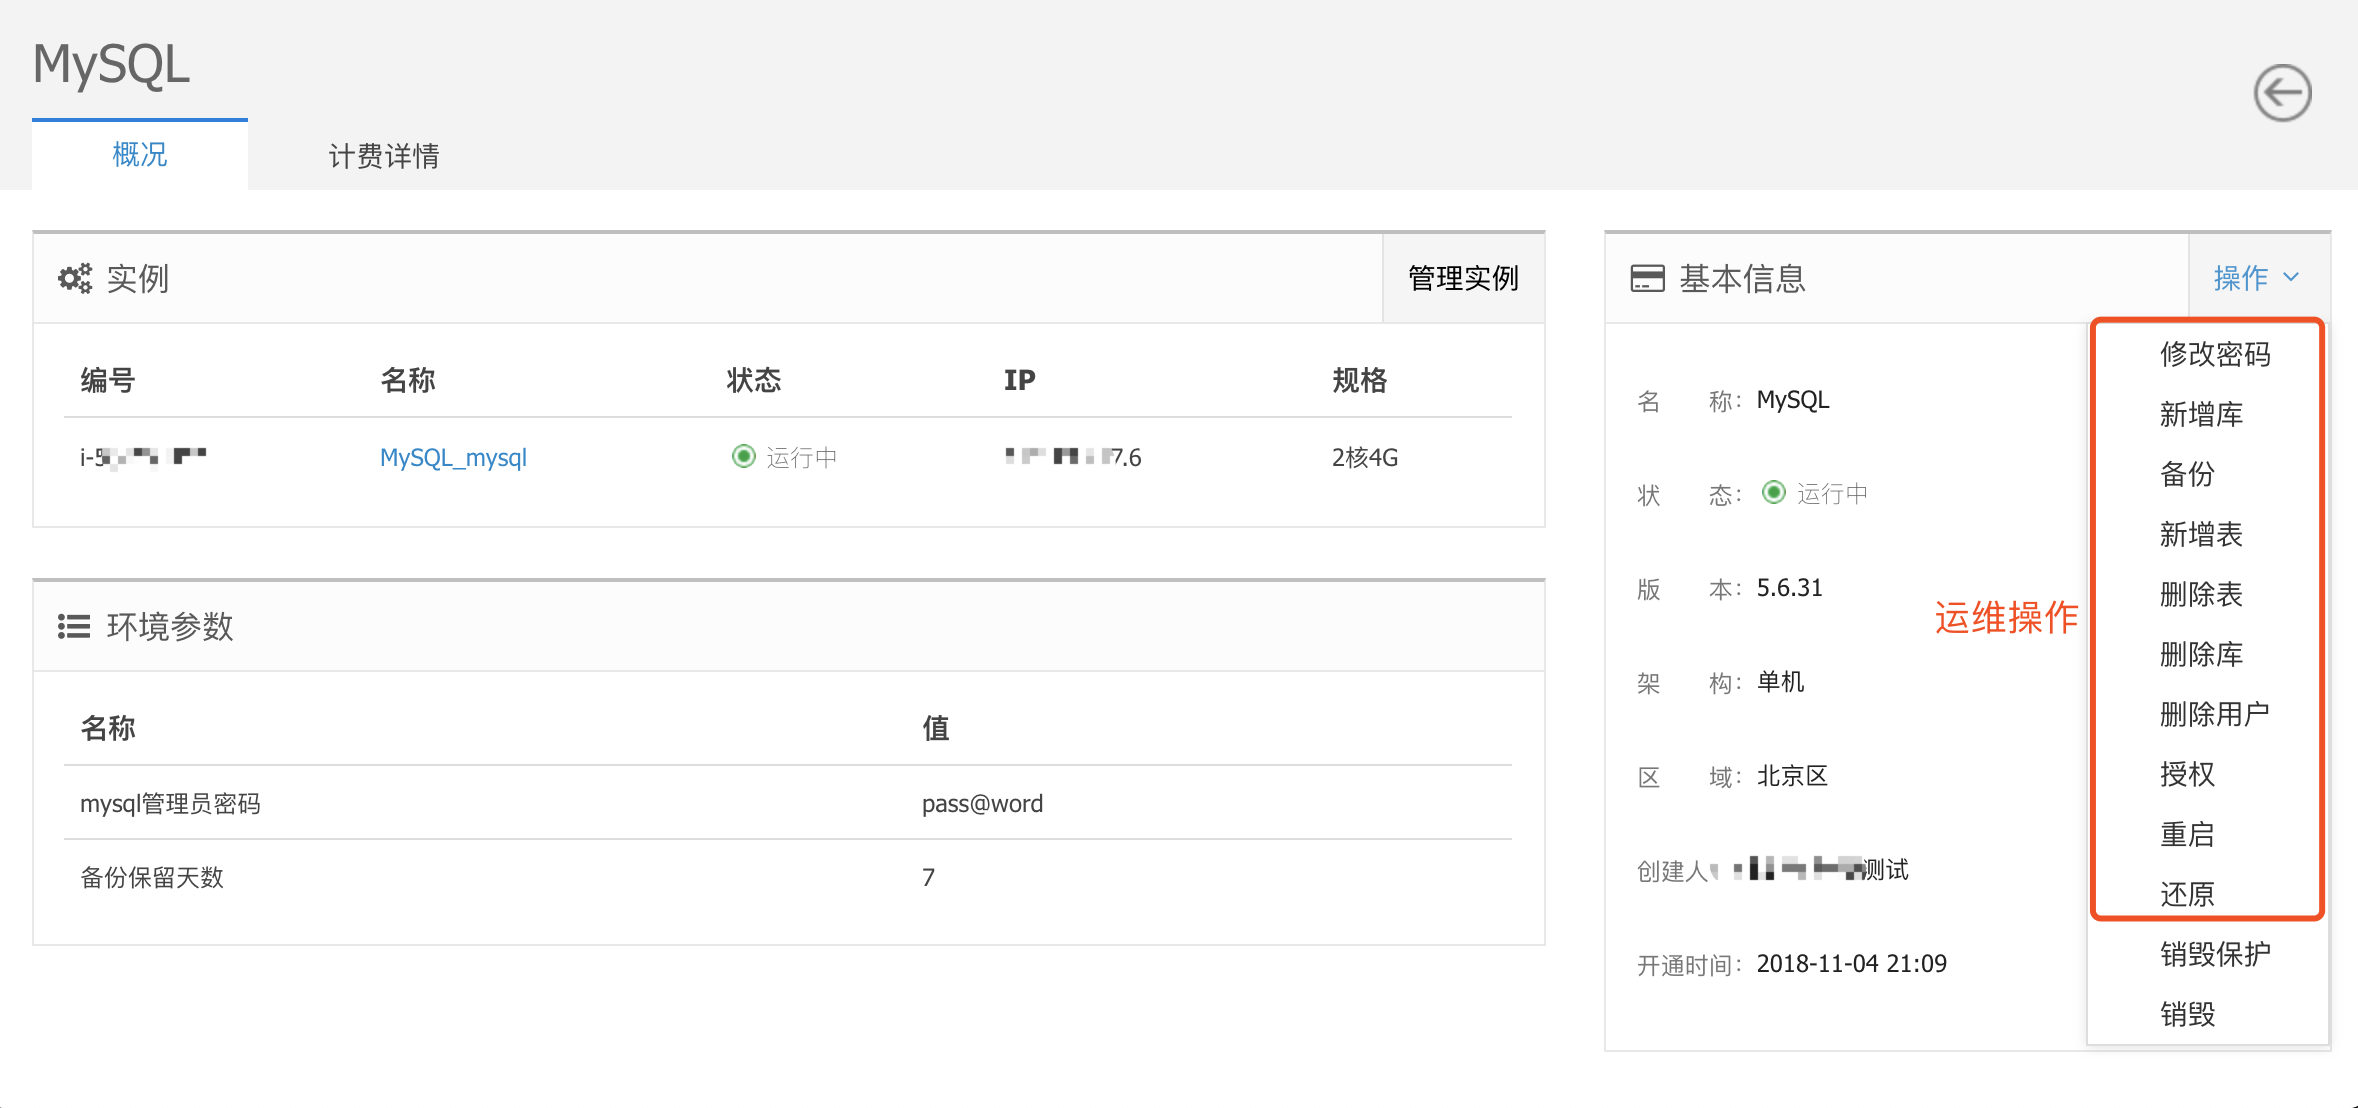 MySQL
概况
计费详情
实例
管理实例
编号 名称 状态 IP 规格
i-5 MySQL_mysql 运行中 7.6 2核4G
环境参数
名称 值
mysql管理员密码 pass@word
备份保留天数 7
基本信息
操作
名 称: MySQL
状 态: 运行中
版 本: 5.6.31
架 构: 单机
区 域: 北京区
创建人 测试
开通时间: 2018-11-04 21:09
运维操作
修改密码
新增库
备份
新增表
删除表
删除库
删除用户
授权
重启
还原
销毁保护
销毁